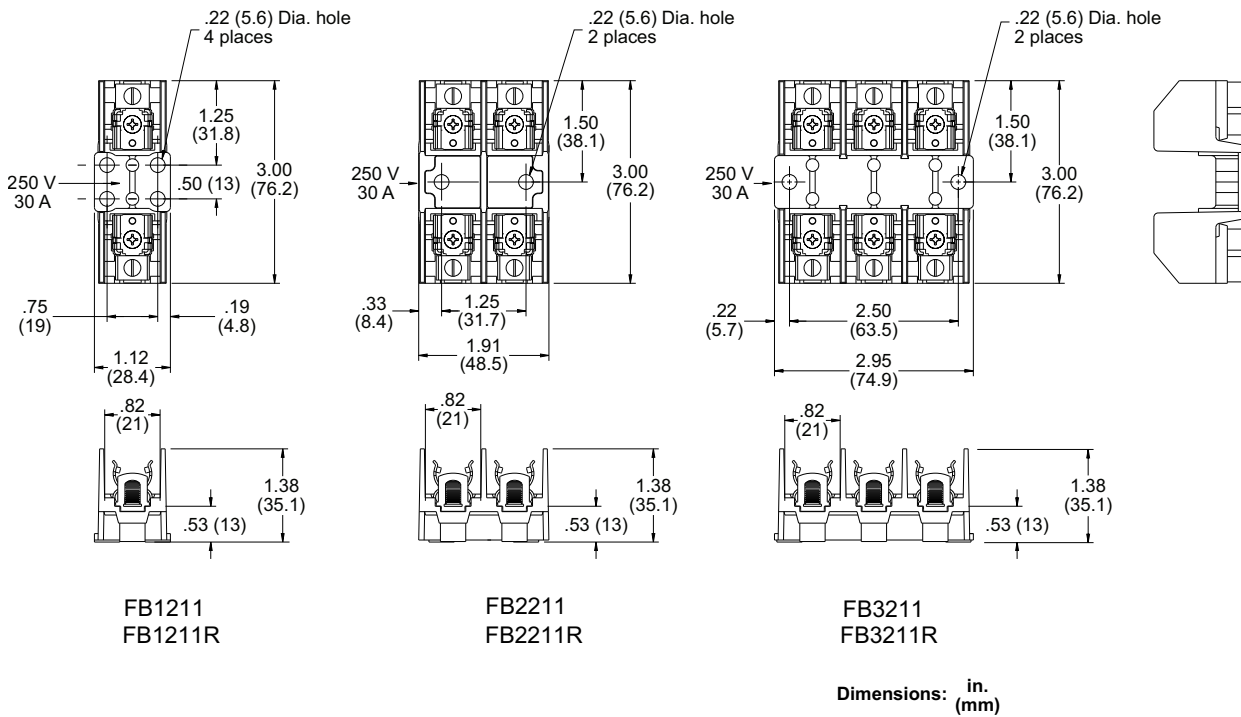 .22 (5.6) Dia. hole
4 places
1.25
(31.8)
3.00
(76.2)
250 V
30 A
.50 (13)
.75
(19)
.19
(4.8)
1.12
(28.4)
.82
(21)
1.38
(35.1)
.53 (13)
FB1211
FB1211R
.22 (5.6) Dia. hole
2 places
1.50
(38.1)
3.00
(76.2)
250 V
30 A
.33
(8.4)
1.25
(31.7)
1.91
(48.5)
.82
(21)
1.38
(35.1)
.53 (13)
FB2211
FB2211R
.22 (5.6) Dia. hole
2 places
1.50
(38.1)
3.00
(76.2)
250 V
30 A
.22
(5.7)
2.50
(63.5)
2.95
(74.9)
.82
(21)
1.38
(35.1)
.53 (13)
FB3211
FB3211R
Dimensions: in.
(mm)